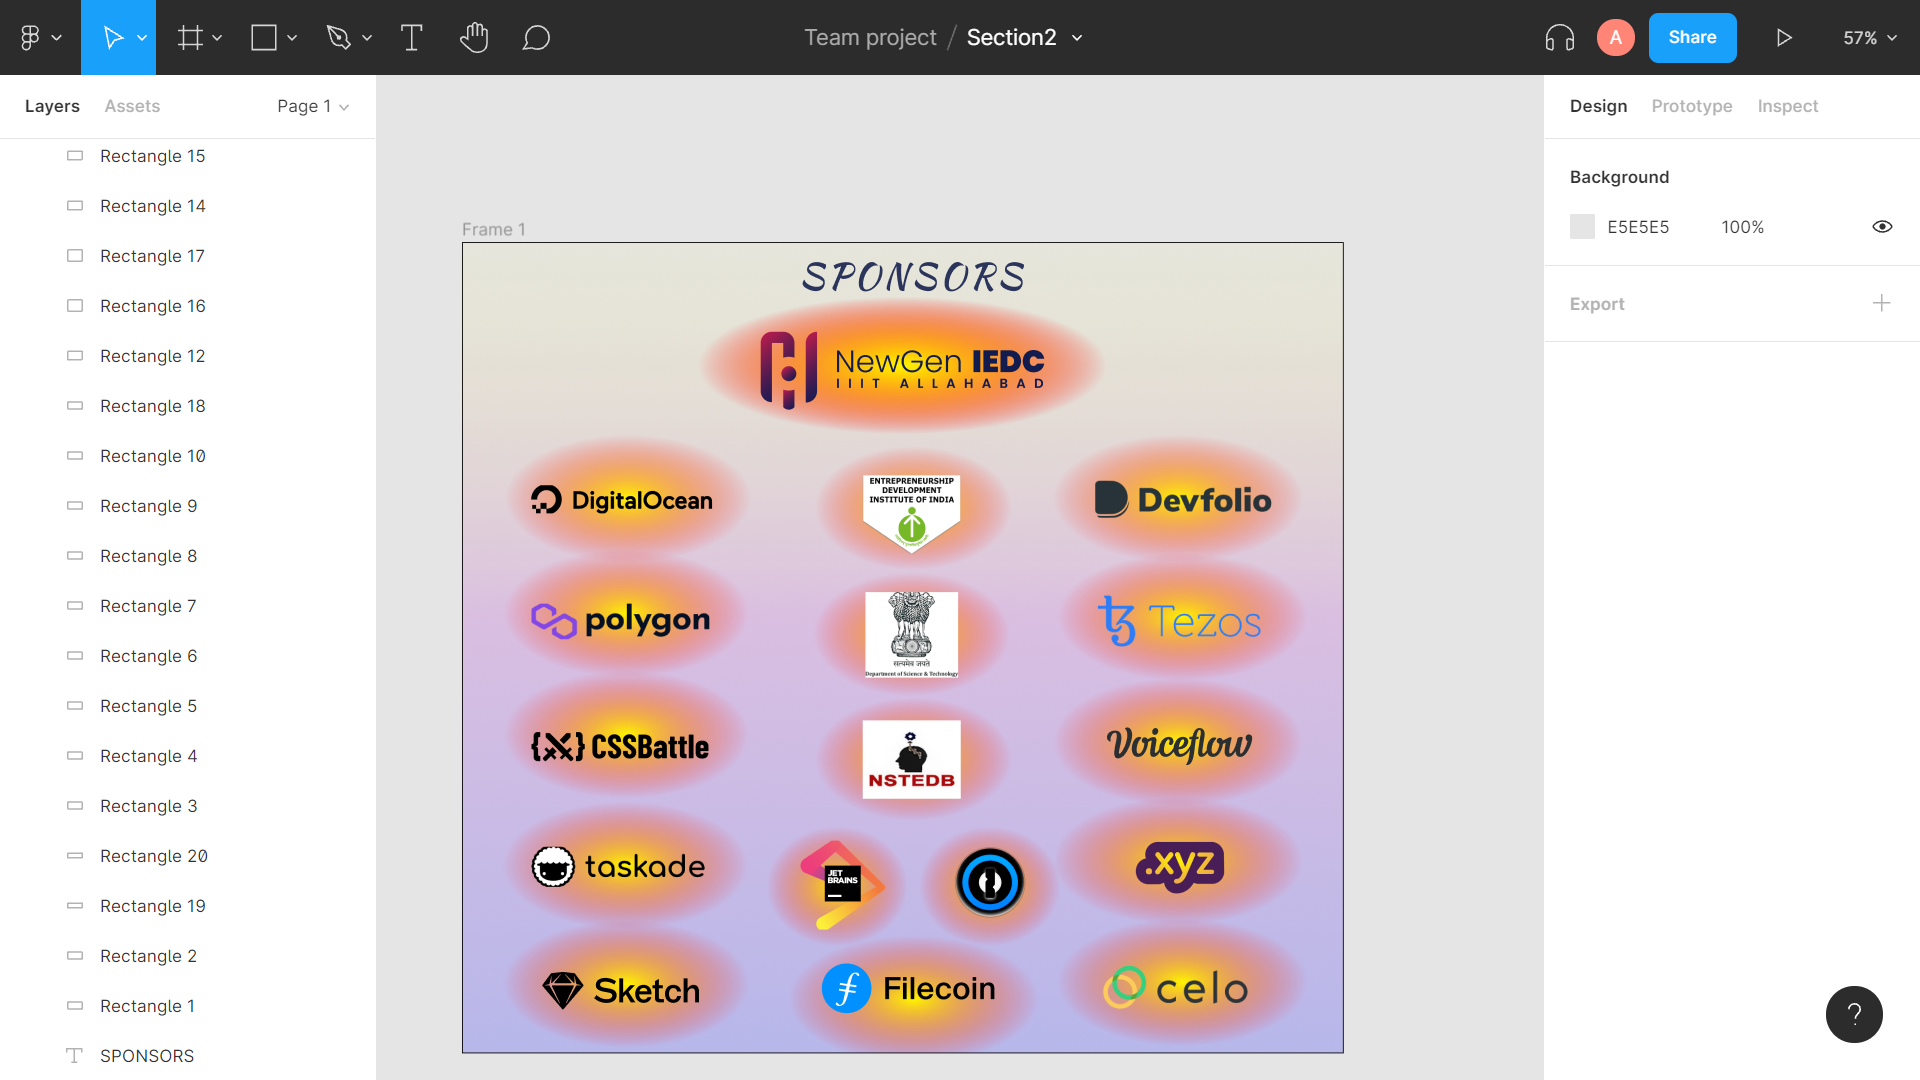 Team project / Section2
A
Share
57%
Layers
Assets
Page 1
Design
Prototype
Inspect
Rectangle 15
Rectangle 14
Rectangle 17
Rectangle 16
Rectangle 12
Rectangle 18
Rectangle 10
Rectangle 9
Rectangle 8
Rectangle 7
Rectangle 6
Rectangle 5
Rectangle 4
Rectangle 3
Rectangle 20
Rectangle 19
Rectangle 2
Rectangle 1
SPONSORS
Frame 1
SPONSORS
NewGen IEDC
IIIT ALLAHABAD
DigitalOcean
ENTREPRENEURSHIP
DEVELOPMENT
INSTITUTE OF INDIA
Devfolio
polygon
सत्यमेव जयते
Department of Science & Technology
Tezos
CSSBattle
NSTEDB
Voiceflow
taskade
JET
BRAINS
.xyz
Sketch
Filecoin
celo
Background
E5E5E5
100%
Export
?